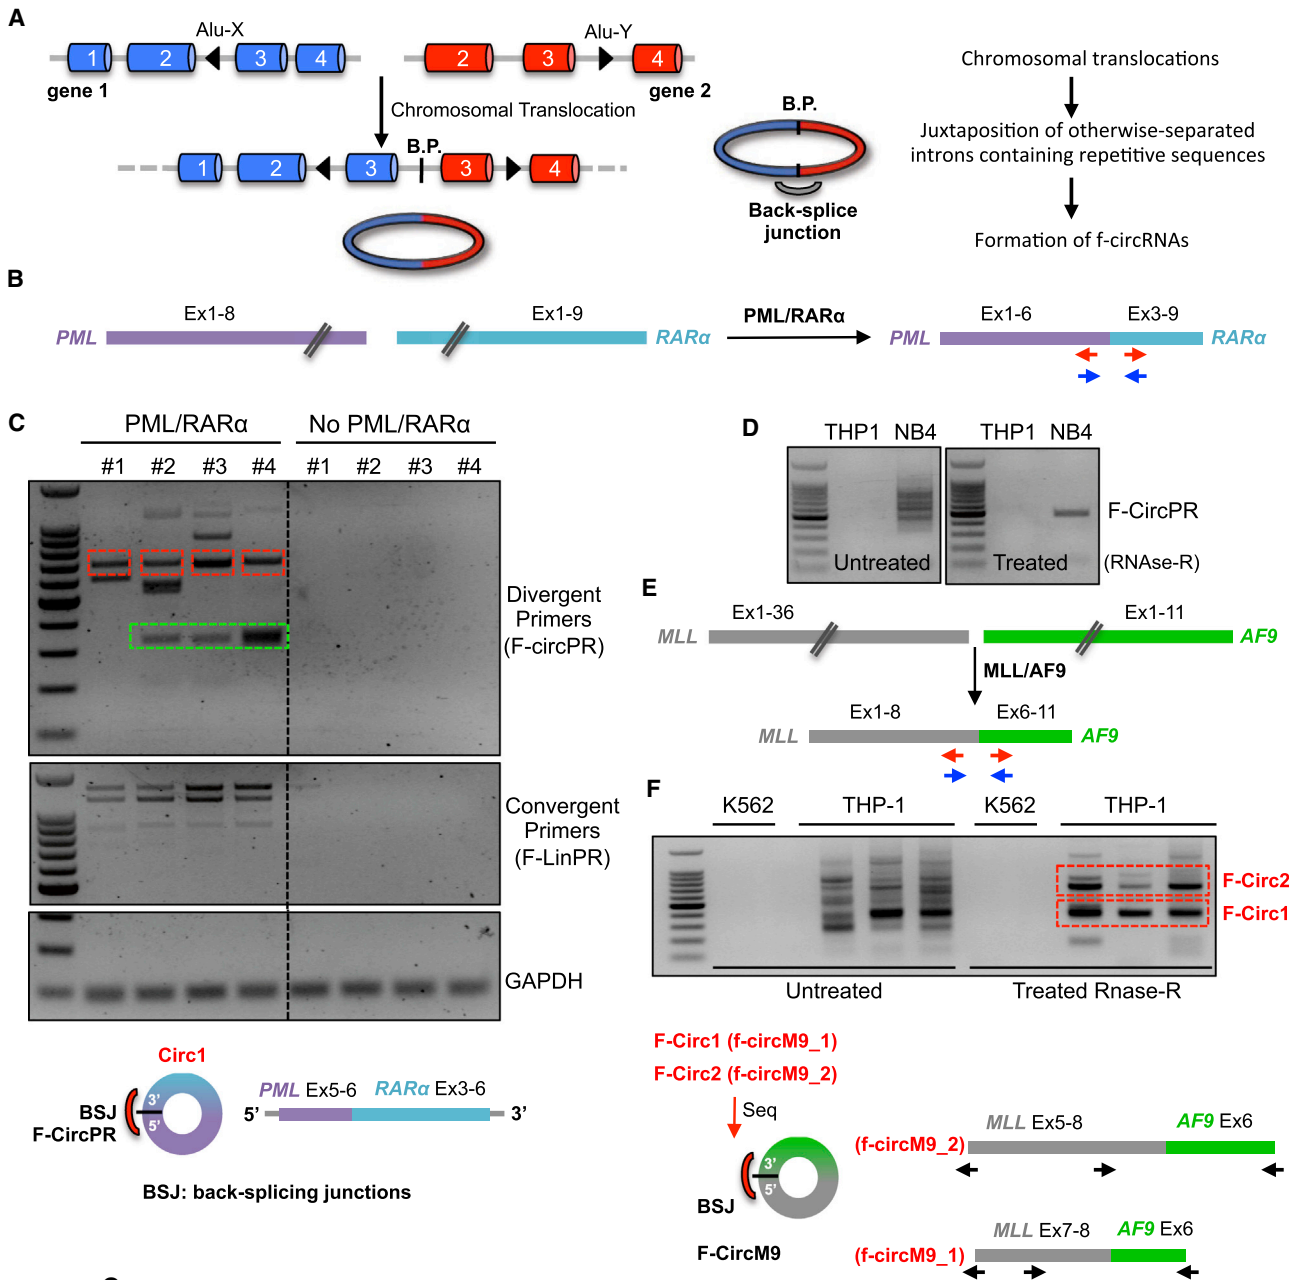 A
Alu-X
Alu-Y
1
2
3
4
2
3
4
gene 1
gene 2
Chromosomal Translocation
B.P.
1
2
3
3
4
B.P.
Back-splice
junction
Chromosomal translocations
Juxtaposition of otherwise-separated
introns containing repetitive sequences
Formation of f-circRNAs
B
PML
Ex1-8
Ex1-9
RARα
PML/RARα
PML
Ex1-6
Ex3-9
RARα
C
PML/RARα
No PML/RARα
#1 #2 #3 #4 #1 #2 #3 #4
Divergent
Primers
(F-circPR)
Convergent
Primers
(F-LinPR)
GAPDH
Circ1
3’
5’
BSJ
F-CircPR
PML Ex5-6 RARα Ex3-6
5’
3’
BSJ: back-splicing junctions
D
THP1 NB4 THP1 NB4
F-CircPR
Untreated
Treated
(RNAse-R)
E
Ex1-36
Ex1-11
MLL
AF9
MLL/AF9
Ex1-8
Ex6-11
MLL
AF9
F
K562 THP-1 K562 THP-1
F-Circ2
F-Circ1
Untreated
Treated Rnase-R
F-Circ1 (f-circM9_1)
F-Circ2 (f-circM9_2)
Seq
3’
5’
BSJ
F-CircM9
MLL Ex5-8
AF9 Ex6
(f-circM9_2)
MLL Ex7-8
AF9 Ex6
(f-circM9_1)